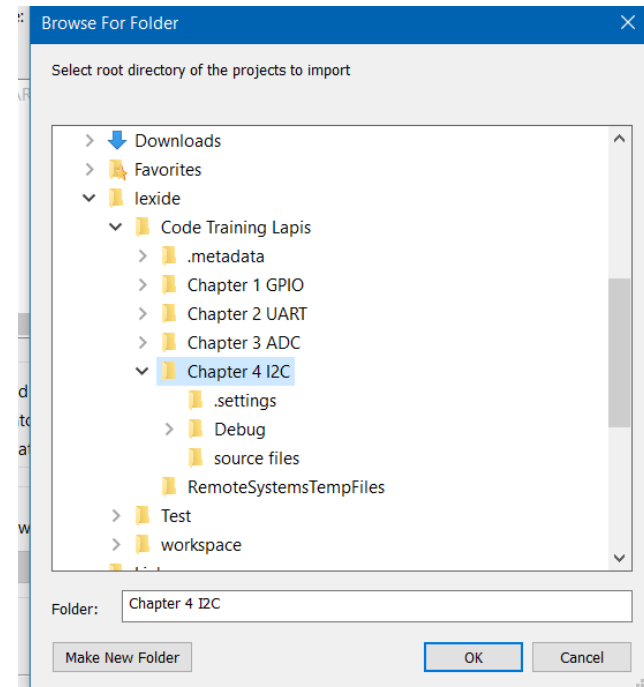 Browse For Folder
Select root directory of the projects to import
Downloads
Favorites
lexide
Code Training Lapis
.metadata
Chapter 1 GPIO
Chapter 2 UART
Chapter 3 ADC
Chapter 4 I2C
.settings
Debug
source files
RemoteSystemsTempFiles
Test
workspace
Folder:
Chapter 4 I2C
Make New Folder
OK
Cancel